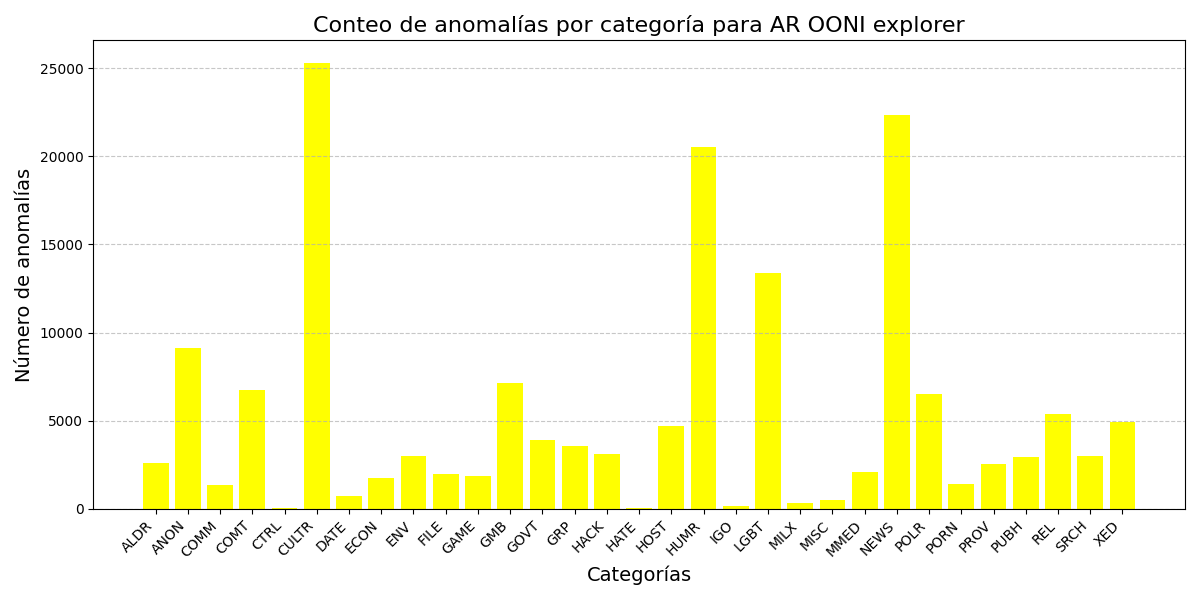 Conteo de anomalías por categoría para AR OONI explorer
Número de anomalías
25000
20000
15000
10000
5000
0
ALDR
ANON
COMM
COMT
CTRL
CULTR
DATE
ECON
ENV
FILE
GAME
GMB
GOVT
GRP
HACK
HATE
HOST
HUMR
IGO
LGBT
MILX
MISC
MMED
NEWS
POLR
PORN
PROV
PUBH
REL
SRCH
XED
Categorías